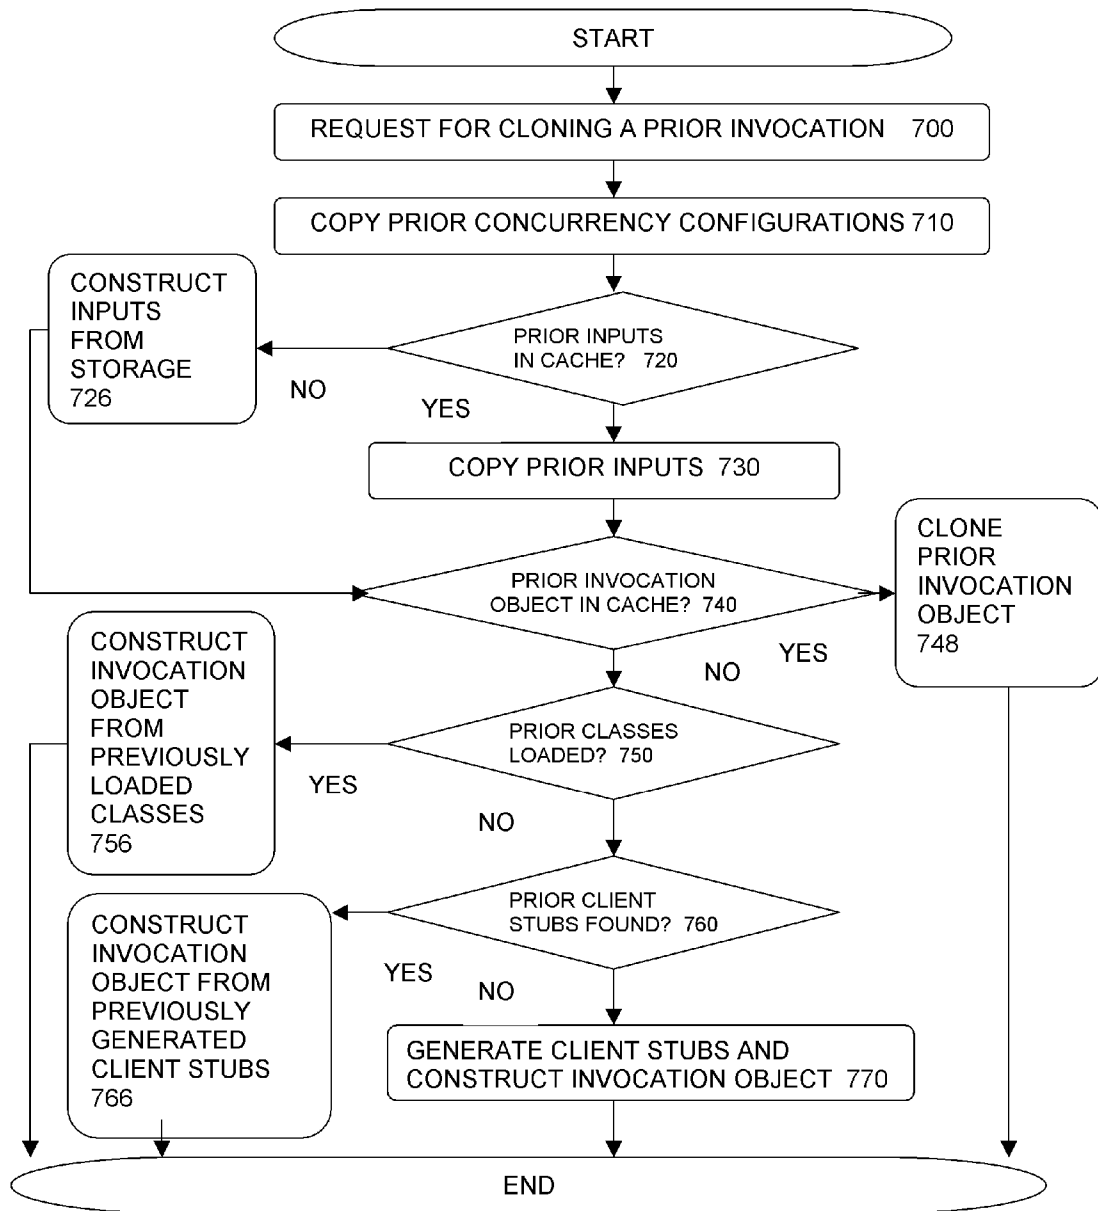 START
REQUEST FOR CLONING A PRIOR INVOCATION 700
COPY PRIOR CONCURRENCY CONFIGURATIONS 710
CONSTRUCT
INPUTS
FROM
STORAGE
726
PRIOR INPUTS
IN CACHE? 720
NO
YES
COPY PRIOR INPUTS 730
CLONE
PRIOR
INVOCATION
OBJECT
748
PRIOR INVOCATION
OBJECT IN CACHE? 740
YES
NO
CONSTRUCT
INVOCATION
OBJECT
FROM
PREVIOUSLY
LOADED
CLASSES
756
PRIOR CLASSES
LOADED? 750
YES
NO
PRIOR CLIENT
STUBS FOUND? 760
CONSTRUCT
INVOCATION
OBJECT FROM
PREVIOUSLY
GENERATED
CLIENT STUBS
766
YES
NO
GENERATE CLIENT STUBS AND
CONSTRUCT INVOCATION OBJECT 770
END